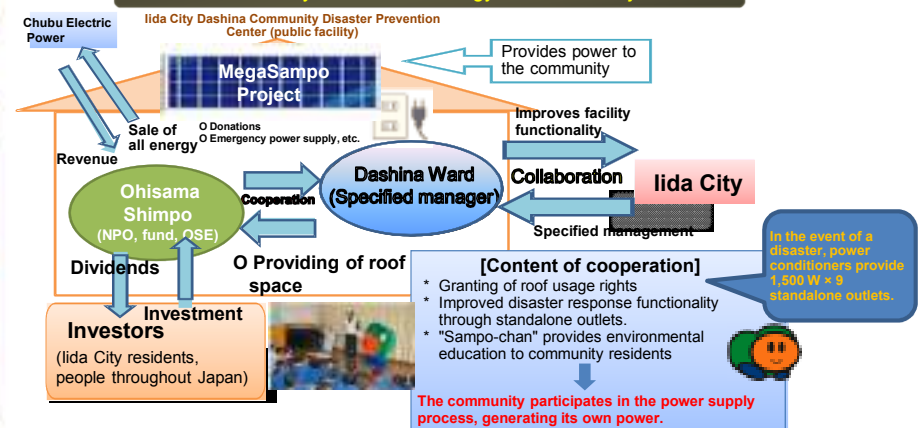 Chubu Electric
Power
Iida City Dashina Community Disaster Prevention
Center (public facility)
MegaSampo
Project
Provides power to
the community
Sale of
all energy
Revenue
O Donations
O Emergency power supply, etc.
Improves facility
functionality
Ohisama
Shimpo
(NPO, fund, OSE)
Cooperation
Dashina Ward
(Specified manager)
Collaboration
Iida City
Specified management
Dividends
O Providing of roof
space
Investment
Investors
(Iida City residents,
people throughout Japan)
[Content of cooperation]
* Granting of roof usage rights
* Improved disaster response functionality
through standalone outlets.
* "Sampo-chan" provides environmental
education to community residents
The community participates in the power supply
process, generating its own power.
In the event of a
disaster, power
conditioners provide
1,500 W × 9
standalone outlets.